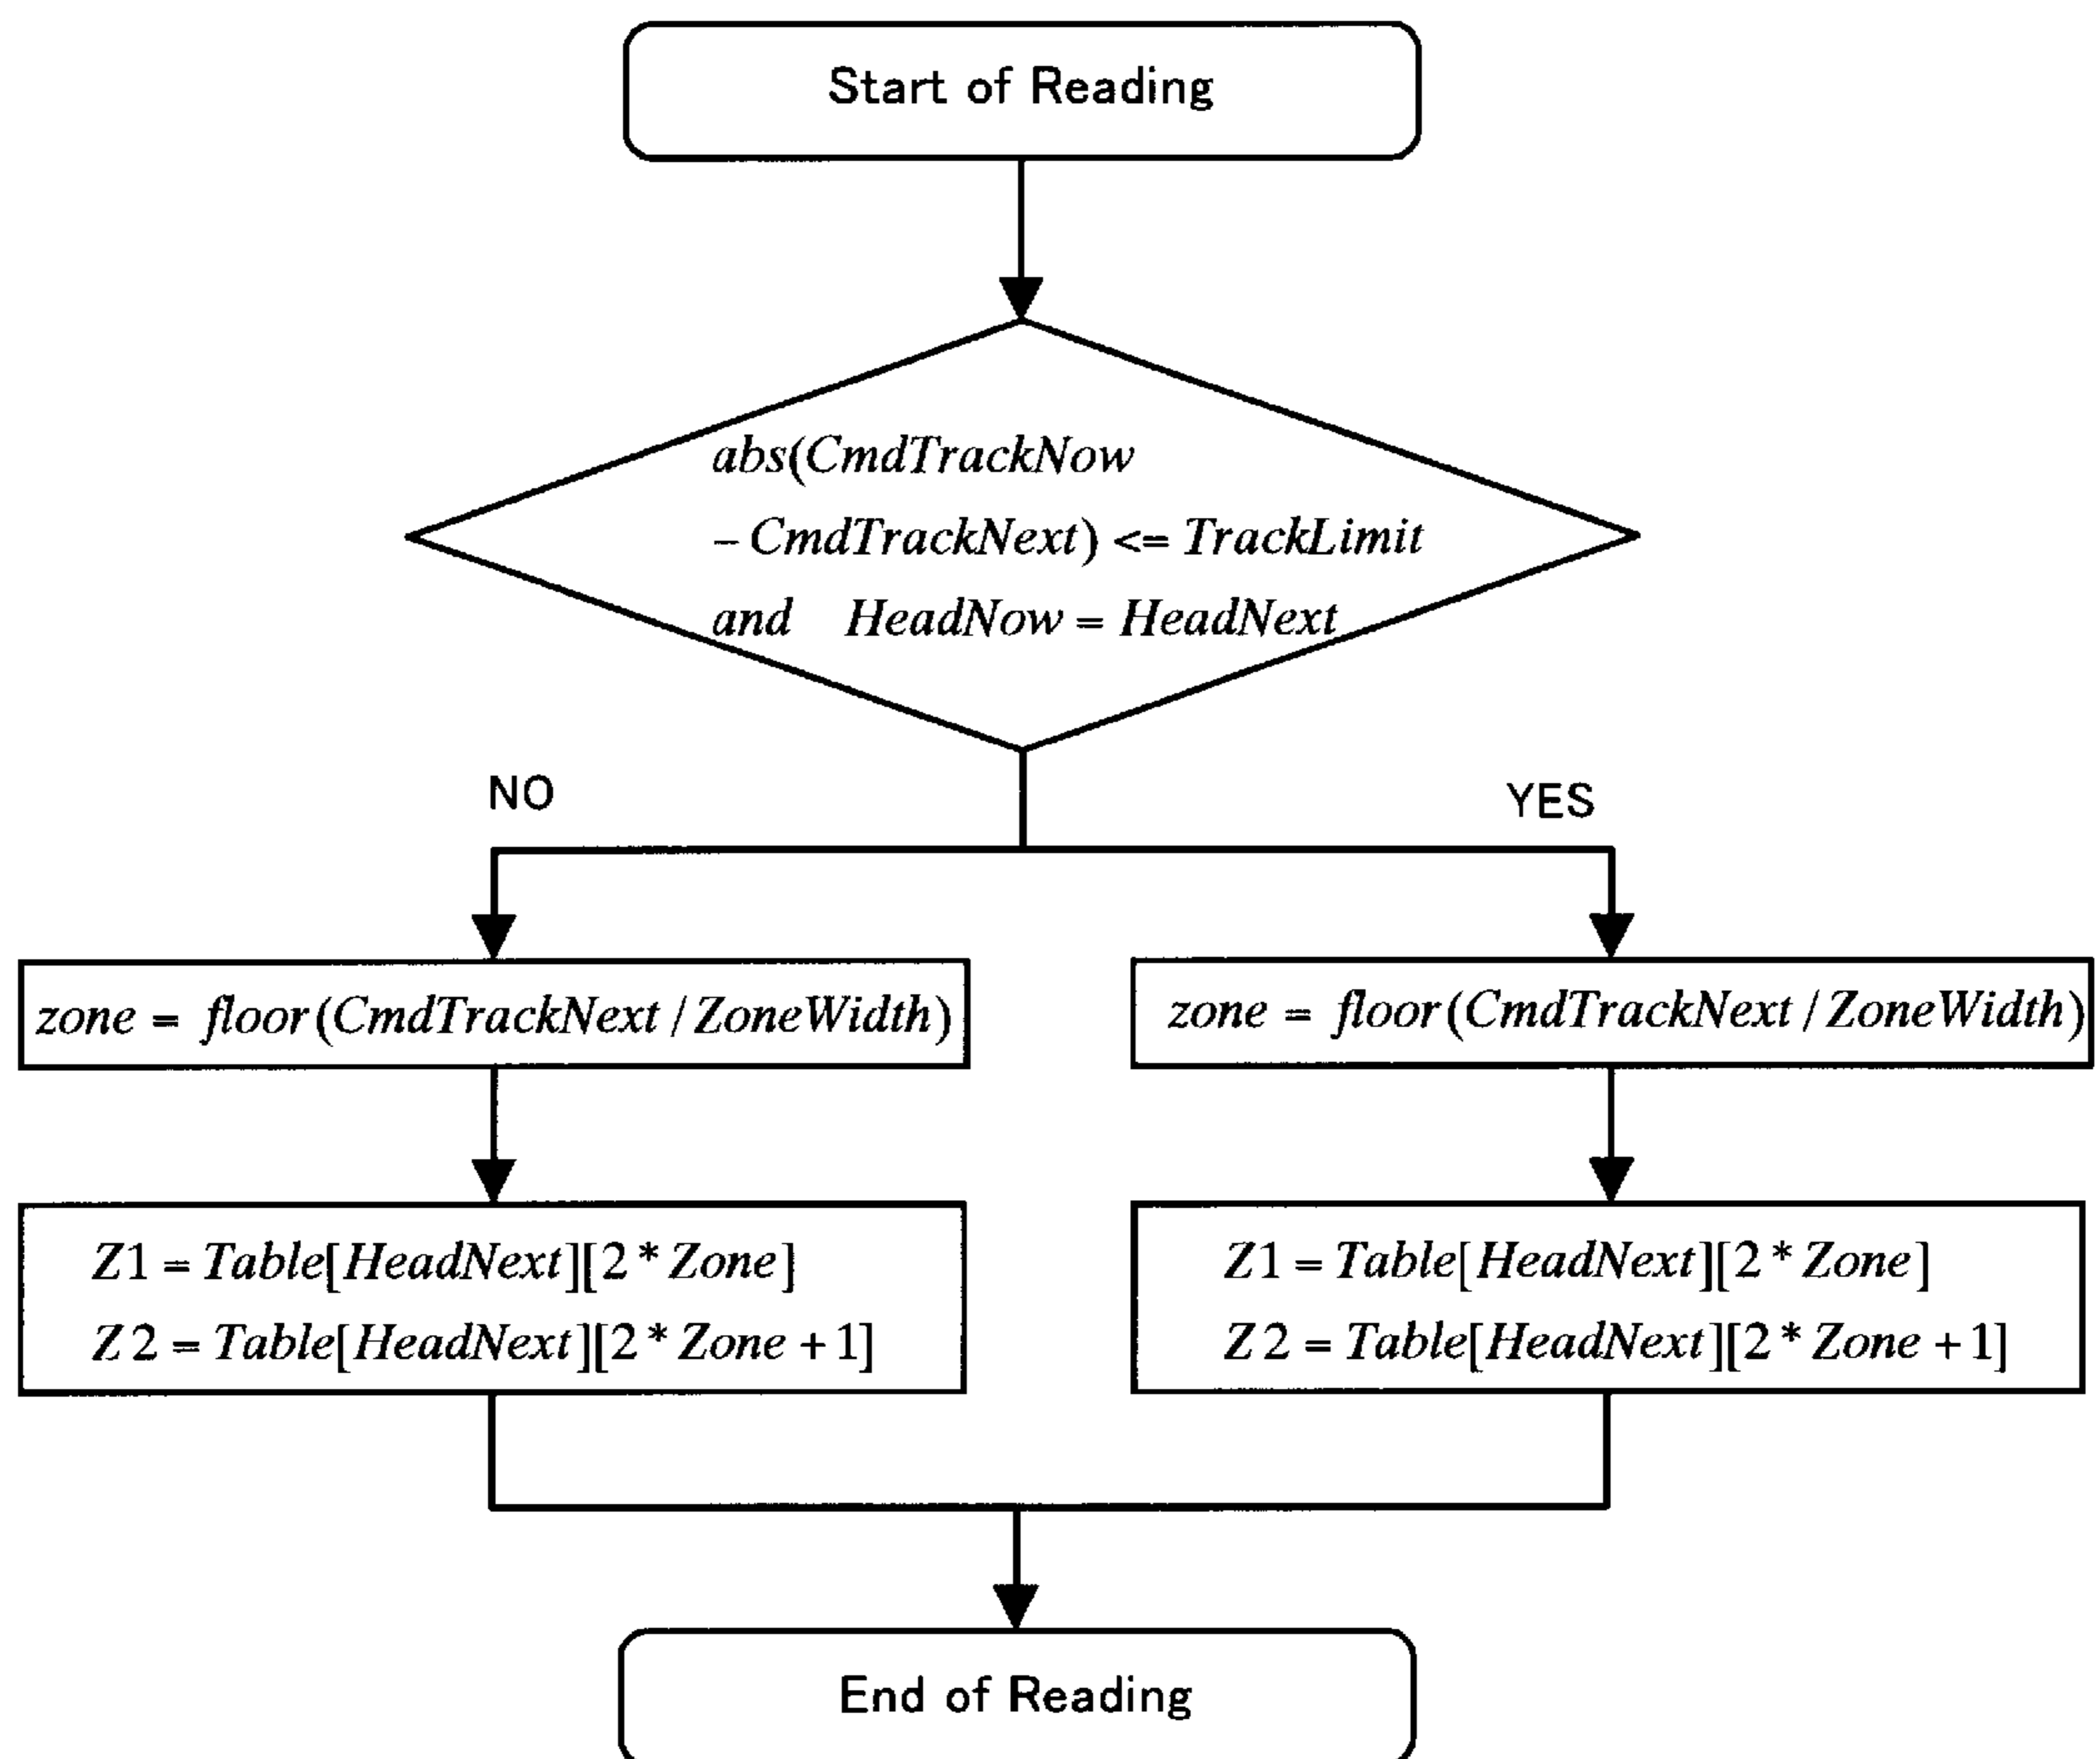 Start of Reading
abs(CmdTrackNow
– CmdTrackNext) <= TrackLimit
and HeadNow = HeadNext
NO
YES
zone = floor(CmdTrackNext / ZoneWidth)
zone = floor(CmdTrackNext / ZoneWidth)
Z1 = Table[HeadNext][2 * Zone]
Z2 = Table[HeadNext][2 * Zone + 1]
Z1 = Table[HeadNext][2 * Zone]
Z2 = Table[HeadNext][2 * Zone + 1]
End of Reading